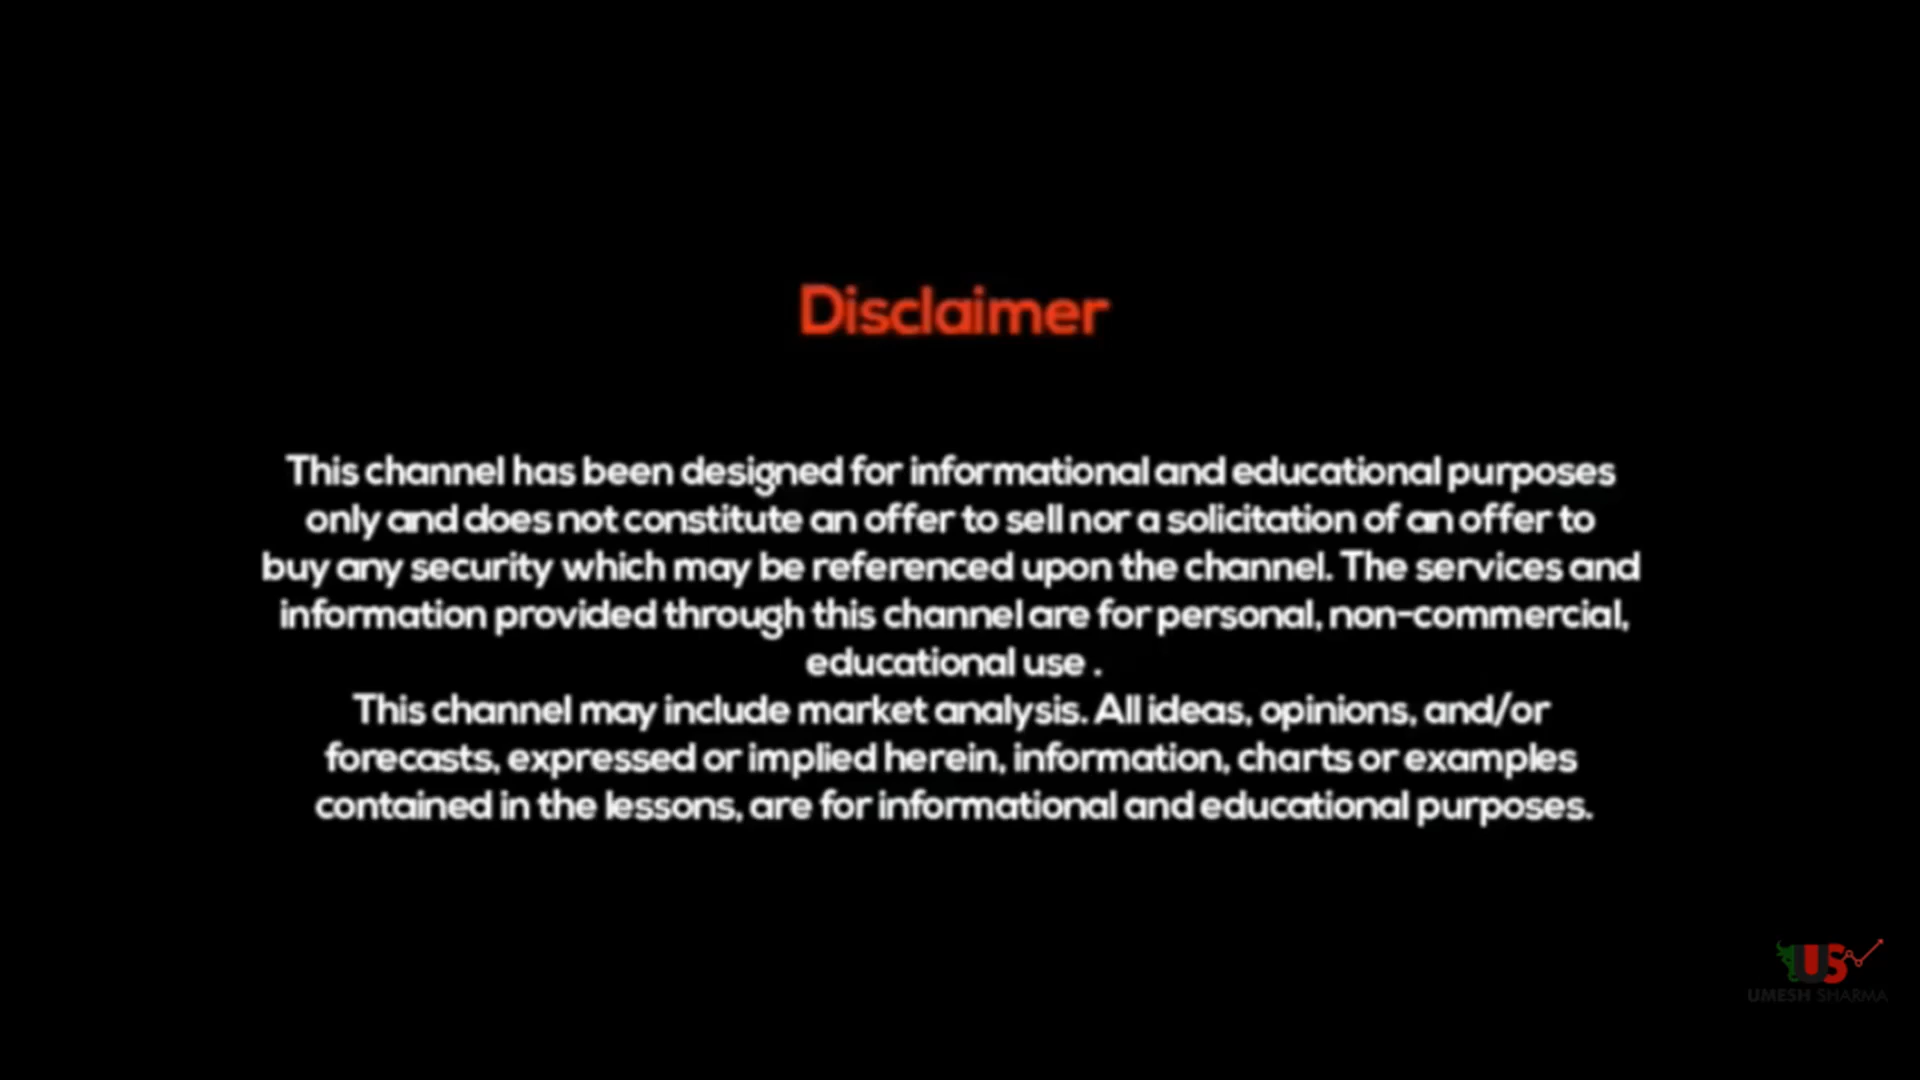 Disclaimer
This channel has been designed for informational and educational purposes
only and does not constitute an offer to sell nor a solicitation of an offer to
buy any security which may be referenced upon the channel. The services and
information provided through this channel are for personal, non-commercial,
educational use .
This channel may include market analysis. All ideas, opinions, and/or
forecasts, expressed or implied herein, information, charts or examples
contained in the lessons, are for informational and educational purposes.
US
UMESH SHARMA